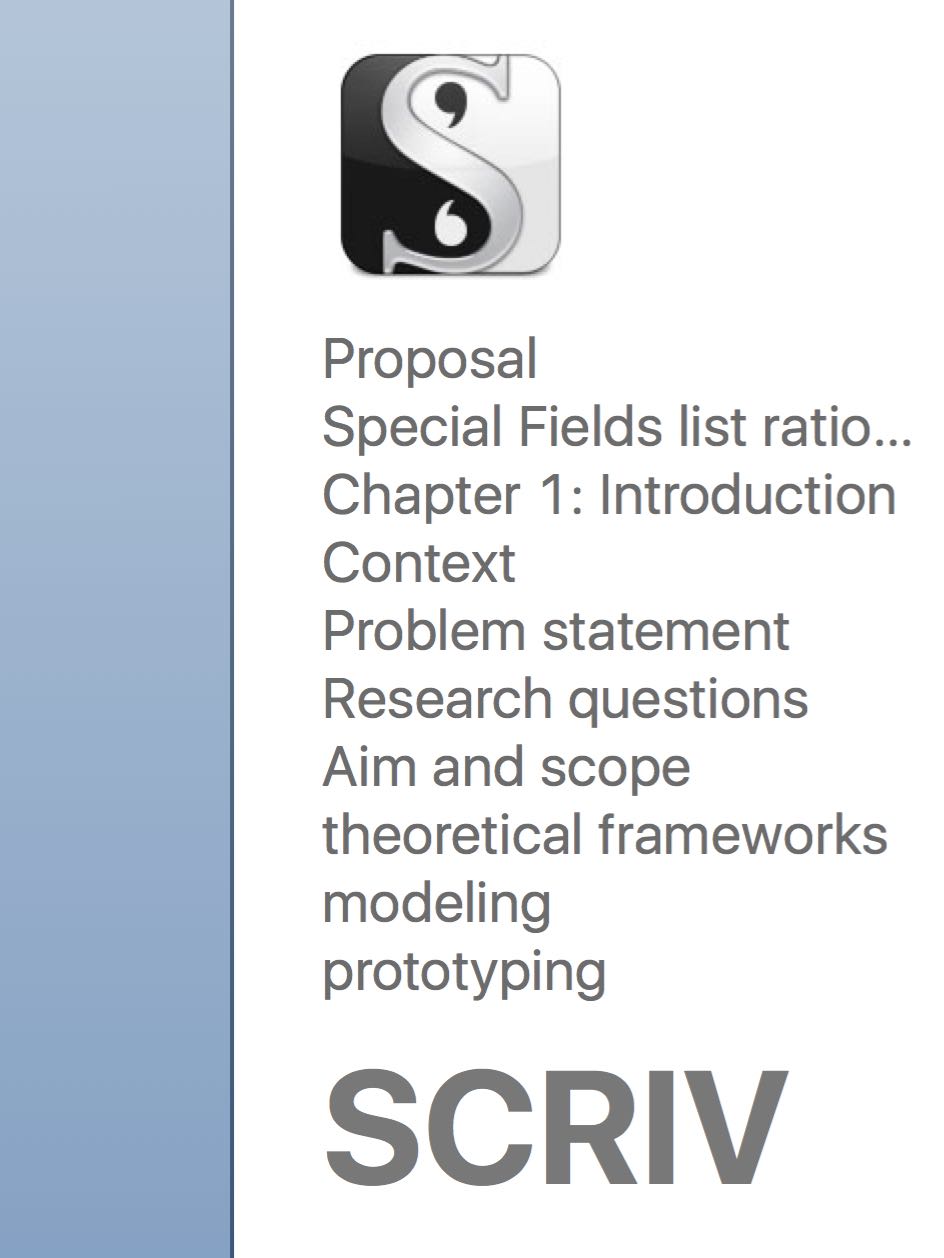 Proposal
Special Fields list ratio...
Chapter 1: Introduction
Context
Problem statement
Research questions
Aim and scope
theoretical frameworks
modeling
prototyping
SCRIV